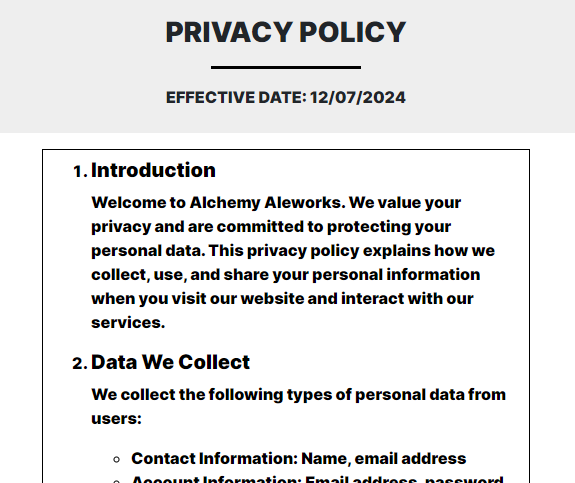 PRIVACY POLICY
EFFECTIVE DATE: 12/07/2024
1. Introduction
Welcome to Alchemy Aleworks. We value your
privacy and are committed to protecting your
personal data. This privacy policy explains how we
collect, use, and share your personal information
when you visit our website and interact with our
services.
2. Data We Collect
We collect the following types of personal data from
users:
Contact Information: Name, email address
Account Information: Email address, password